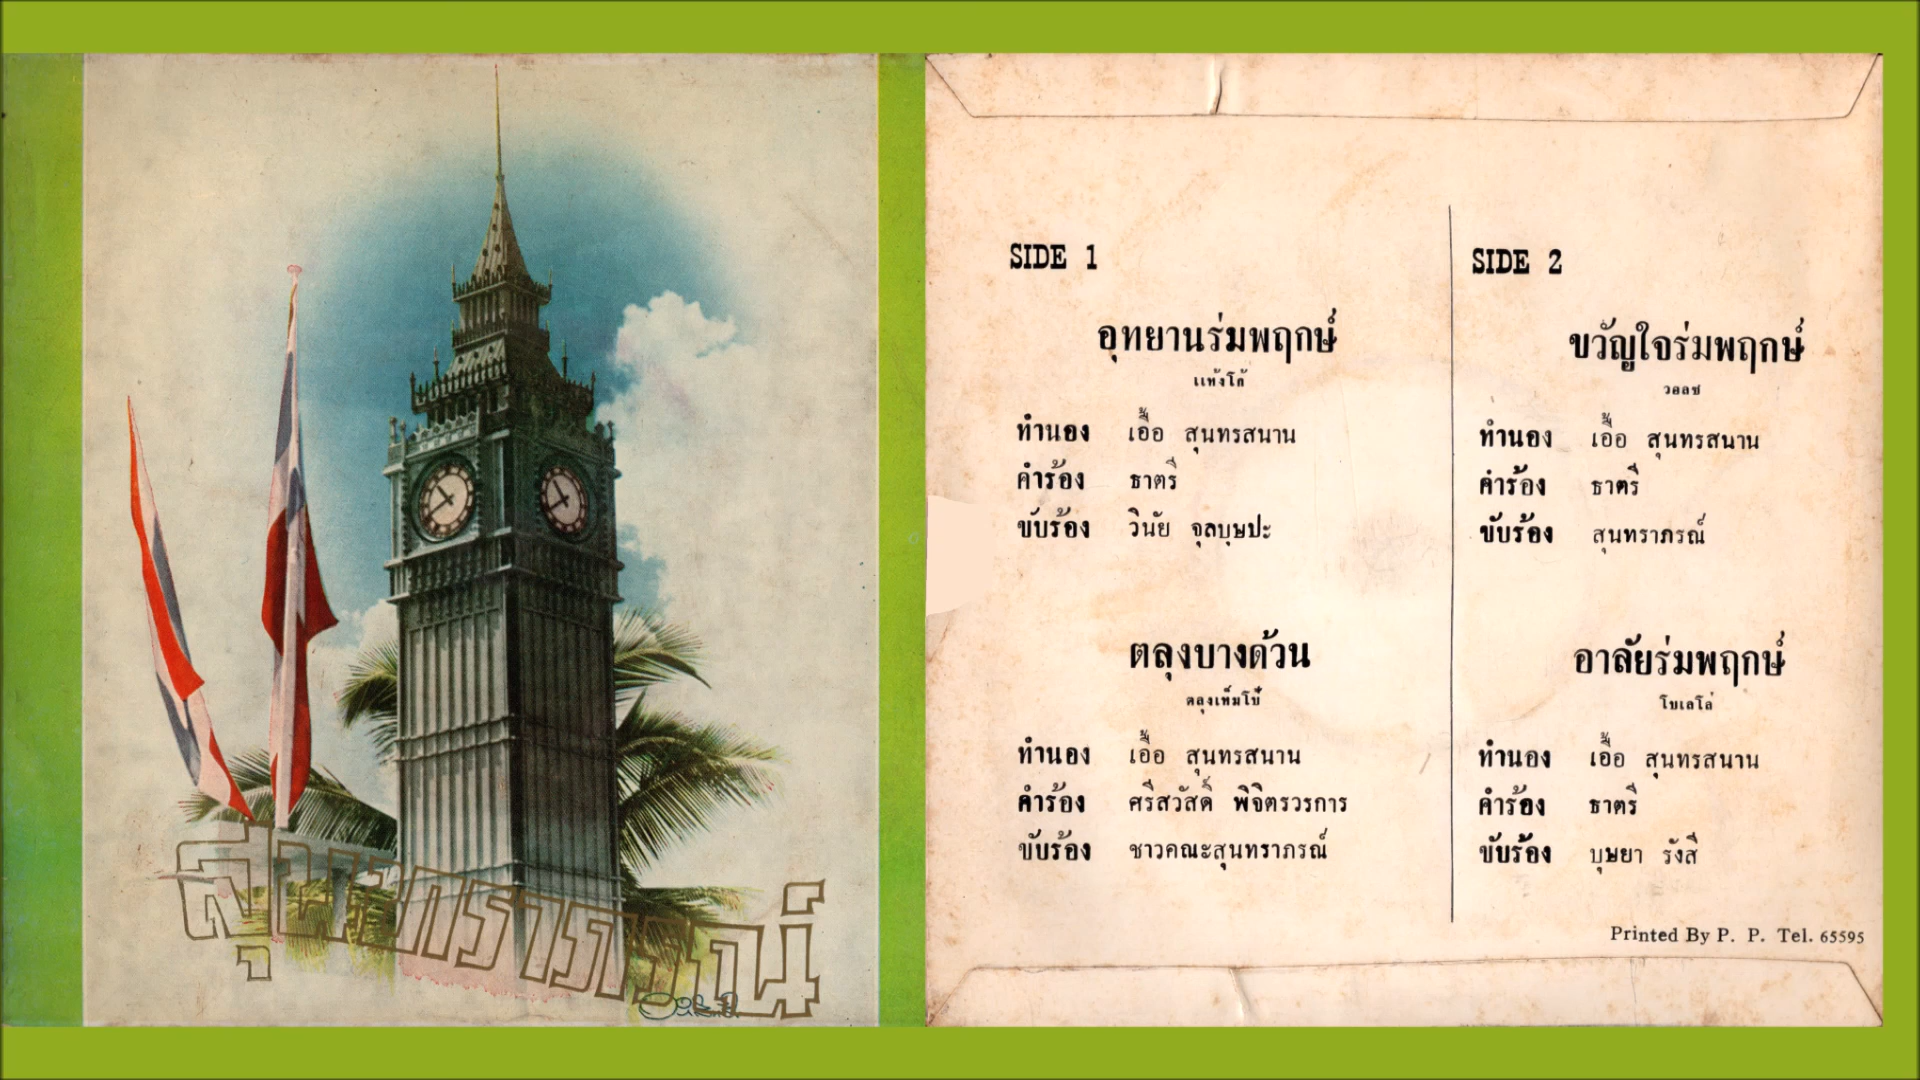 สุนทราภรณ์
SIDE 1
อุทยานร่มพฤกษ์
แท้งโก้
ทำนอง เอื้อ สุนทรสนาน
คำร้อง ธาตรี
ขับร้อง วินัย จุลบุษปะ
ตลุงบางด้วน
ตลุงเท็มโป้
ทำนอง เอื้อ สุนทรสนาน
คำร้อง ศรีสวัสดิ์ พิจิตรวรการ
ขับร้อง ชาวคณะสุนทราภรณ์
SIDE 2
ขวัญใจร่มพฤกษ์
วอลซ
ทำนอง เอื้อ สุนทรสนาน
คำร้อง ธาตรี
ขับร้อง สุนทราภรณ์
อาลัยร่มพฤกษ์
โบเลโล่
ทำนอง เอื้อ สุนทรสนาน
คำร้อง ธาตรี
ขับร้อง บุษยา รังสี
Printed By P. P. Tel. 65595